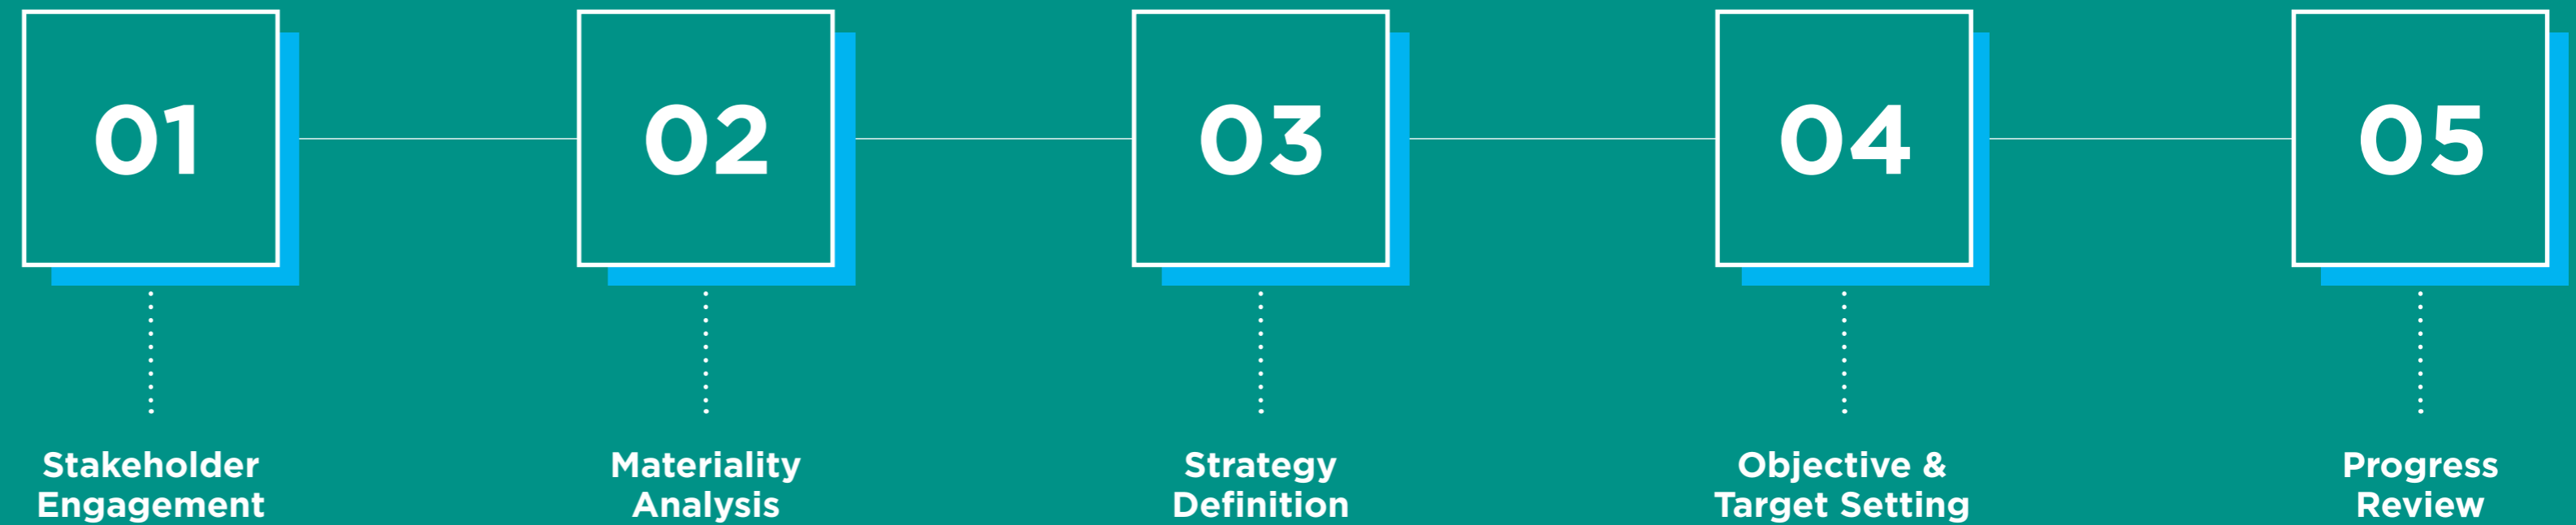 01
02
03
04
05
Stakeholder
Engagement
Materiality
Analysis
Strategy
Definition
Objective &
Target Setting
Progress
Review